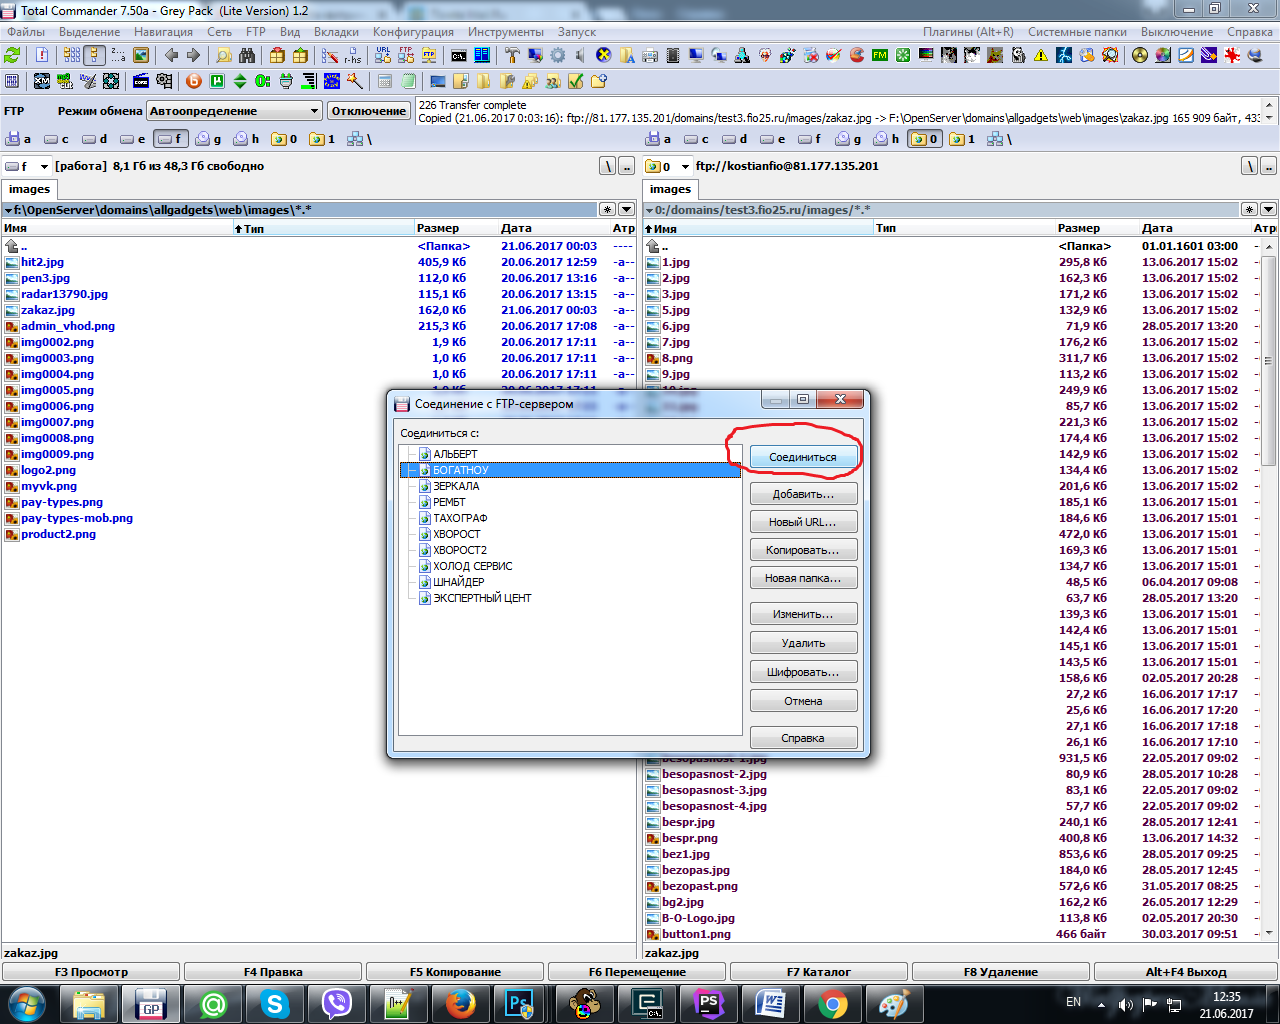 Total Commander 7.50a - Grey Pack (Lite Version) 1.2
Файлы Выделение Навигация Сеть FTP Вид Вкладки Конфигурация Инструменты Запуск Плагины (Alt+R) Системные папки Выключение Справка
FTP Режим обмена Автоопределение Отключение
226 Transfer complete
Copied (21.06.2017 0:03:16): ftp://81.177.135.201/domains/test3.fio25.ru/images/zakaz.jpg -> F:\OpenServer\domains\allgadgets\web\images\zakaz.jpg 165 909 байт, 433
a c d e f g h 0 1 \ a c d e f g h 0 1 \
f [работа] 8,1 Гб из 48,3 Гб свободно \ ..
0 ftp://kostianfio@81.177.135.201 \ ..
images
images
f:\OpenServer\domains\allgadgets\web\images\*.*
0:/domains/test3.fio25.ru/images/*.*
Имя Тип Размер Дата Атр
.. <Папка> 21.06.2017 00:03 ----
hit2.jpg 405,9 Кб 20.06.2017 12:59 -a--
pen3.jpg 112,0 Кб 20.06.2017 13:16 -a--
radar13790.jpg 115,1 Кб 20.06.2017 13:15 -a--
zakaz.jpg 162,0 Кб 21.06.2017 00:03 -a--
admin_vhod.png 215,3 Кб 20.06.2017 17:08 -a--
img0002.png 1,9 Кб 20.06.2017 17:11 -a--
img0003.png 1,0 Кб 20.06.2017 17:11 -a--
img0004.png 1,0 Кб 20.06.2017 17:11 -a--
img0005.png
img0006.png
img0007.png
img0008.png
img0009.png
logo2.png
myvk.png
pay-types.png
pay-types-mob.png
product2.png
Имя Тип Размер Дата Атри
.. <Папка> 01.01.1601 03:00 -
1.jpg 295,8 Кб 13.06.2017 15:02
2.jpg 162,3 Кб 13.06.2017 15:02
3.jpg 171,2 Кб 13.06.2017 15:02
5.jpg 132,9 Кб 13.06.2017 15:02
6.jpg 71,9 Кб 28.05.2017 13:20
7.jpg 176,2 Кб 13.06.2017 15:02
8.png 311,7 Кб 13.06.2017 15:02
9.jpg 113,2 Кб 13.06.2017 15:02
249,9 Кб 13.06.2017 15:02
85,7 Кб 13.06.2017 15:02
221,3 Кб 13.06.2017 15:02
174,4 Кб 13.06.2017 15:02
142,9 Кб 13.06.2017 15:02
134,4 Кб 13.06.2017 15:02
201,6 Кб 13.06.2017 15:02
185,1 Кб 13.06.2017 15:01
184,6 Кб 13.06.2017 15:01
472,0 Кб 13.06.2017 15:01
169,3 Кб 13.06.2017 15:01
134,7 Кб 13.06.2017 15:01
48,5 Кб 06.04.2017 09:08
63,7 Кб 28.05.2017 13:20
139,3 Кб 13.06.2017 15:01
142,4 Кб 13.06.2017 15:01
145,1 Кб 13.06.2017 15:01
143,5 Кб 13.06.2017 15:01
158,6 Кб 02.05.2017 20:28
27,2 Кб 16.06.2017 17:17
25,6 Кб 16.06.2017 17:20
27,1 Кб 16.06.2017 17:18
26,1 Кб 16.06.2017 17:10
besopasnost-1.jpg 931,5 Кб 22.05.2017 09:02
besopasnost-2.jpg 80,9 Кб 28.05.2017 10:28
besopasnost-3.jpg 83,1 Кб 22.05.2017 09:02
besopasnost-4.jpg 57,7 Кб 22.05.2017 09:02
bespr.jpg 240,1 Кб 28.05.2017 12:41
bespr.png 400,8 Кб 13.06.2017 14:32
bez1.jpg 853,6 Кб 28.05.2017 09:25
bezopas.jpg 184,0 Кб 28.05.2017 12:45
bezopast.png 572,6 Кб 31.05.2017 08:25
bg2.jpg 162,2 Кб 26.05.2017 12:29
B-O-Logo.jpg 113,8 Кб 02.05.2017 20:30
button1.png 466 байт 30.03.2017 09:51
Соединение с FTP-сервером
Соединиться с:
АЛЬБЕРТ
БОГАТНОУ
ЗЕРКАЛА
РЕМБТ
ТАХОГРАФ
ХВОРОСТ
ХВОРОСТ2
ХОЛОД СЕРВИС
ШНАЙДЕР
ЭКСПЕРТНЫЙ ЦЕНТ
Соединиться
Добавить...
Новый URL...
Копировать...
Новая папка...
Изменить...
Удалить
Шифровать...
Отмена
Справка
zakaz.jpg
zakaz.jpg
F3 Просмотр F4 Правка F5 Копирование F6 Перемещение F7 Каталог F8 Удаление Alt+F4 Выход
EN 12:35
21.06.2017